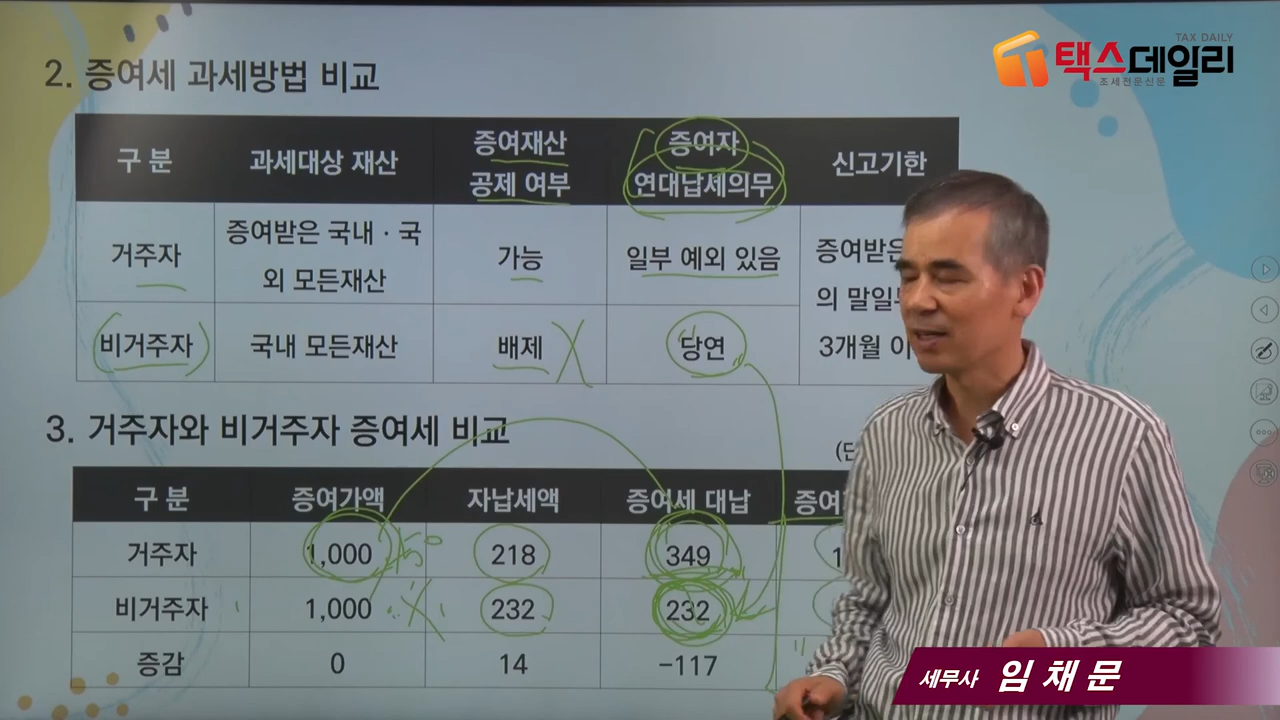 TAX DAILY
택스데일리
조세전문신문
2. 증여세 과세방법 비교
구 분 과세대상 재산 증여재산 공제 여부 증여자 연대납세의무 신고기한
거주자 증여받은 국내 · 국외 모든재산 가능 일부 예외 있음 증여받은
의 말일
비거주자 국내 모든재산 배제 당연 3개월
3. 거주자와 비거주자 증여세 비교
구 분 증여가액 자납세액 증여세 대납
거주자 1,000 218 349
비거주자 1,000 232 232
증감 0 14 -117
세무사 임채문